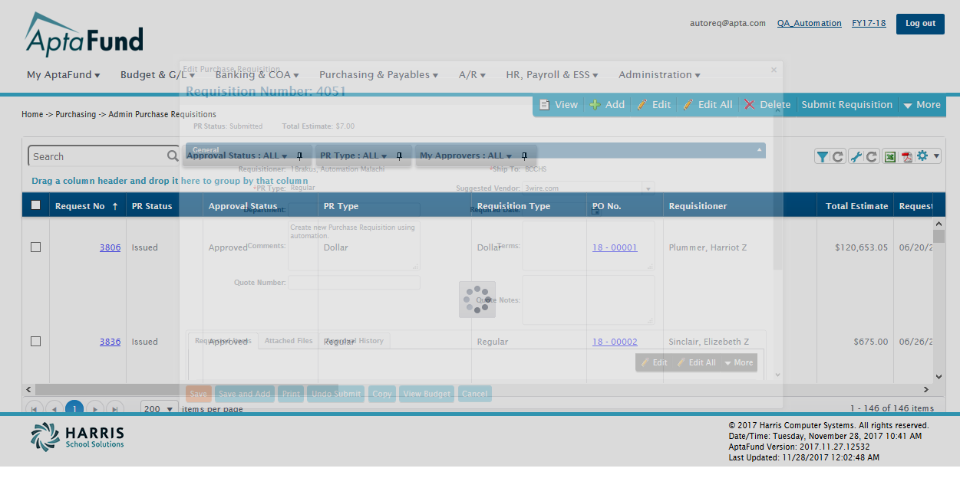 autoreq@apta.com QA_Automation FY17-18 Log out
AptaFund
My AptaFund Budget & G/L Banking & COA Purchasing & Payables A/R HR, Payroll & ESS Administration
Edit Purchase Requisition
Requisition Number: 4051
View Add Edit Edit All Delete Submit Requisition More
Home -> Purchasing -> Admin Purchase Requisitions
PR Status: Submitted Total Estimate: $7.00
General
Search Approval Status : ALL PR Type : ALL My Approvers : ALL
Requisitioner: Automation Malachi *Ship To:
Drag a column header and drop it here to group by that column
*PR Type: Regular Suggested Vendor: 3wire.com
Department:
Request No ↑ PR Status Approval Status PR Type Requisition Type PO No. Requisitioner Total Estimate Request
Create new Purchase Requisition using
automation
Comments: Terms:
3806 Issued Approved Dollar Dollar 18 - 00001 Plummer, Harriot Z $120,653.05 06/20/2
Quote Number:
Quote Notes:
Attached Files Approval History
3836 Issued Approved Regular Regular 18 - 00002 Sinclair, Elizebeth Z $675.00 06/26/2
Edit Edit All More
Save Save and Add Print Undo Submit Copy View Budget Cancel
1 200 items per page 1 - 146 of 146 items
HARRIS
School Solutions
© 2017 Harris Computer Systems. All rights reserved.
Date/Time: Tuesday, November 28, 2017 10:41 AM
AptaFund Version: 2017.11.27.12532
Last Updated: 11/28/2017 12:02:48 AM